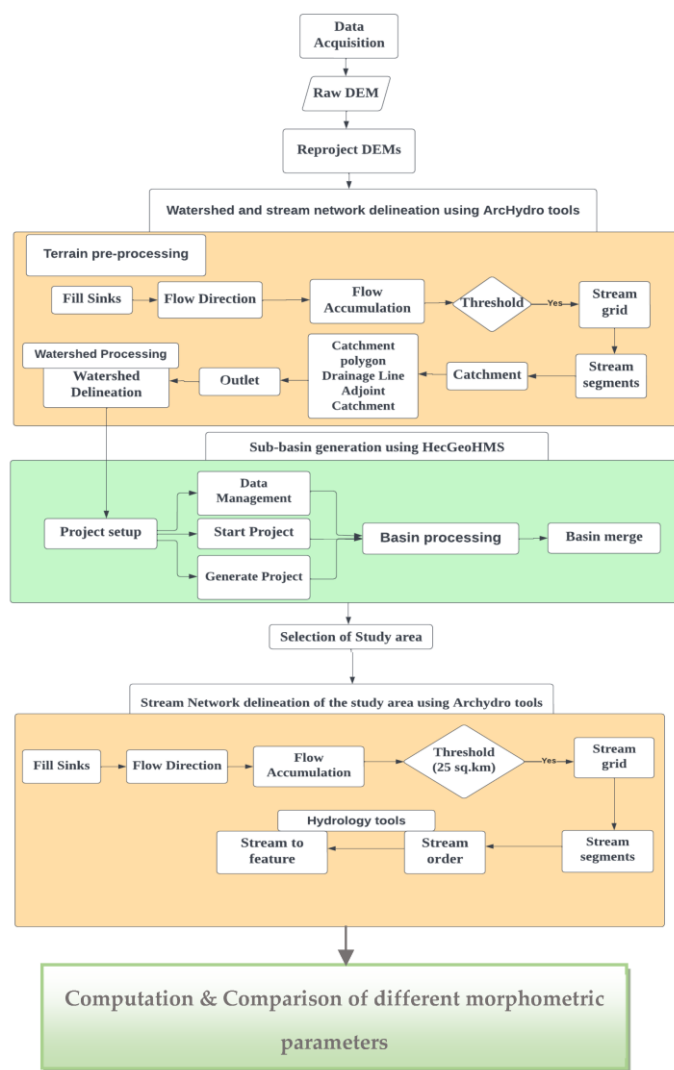 Data
Acquisition
Raw DEM
Reproject DEMs
Watershed and stream network delineation using ArcHydro tools
Terrain pre-processing
Fill Sinks
Flow Direction
Flow
Accumulation
Threshold
Yes
Stream
grid
Watershed Processing
Watershed
Delineation
Outlet
Catchment
polygon
Drainage Line
Adjoint
Catchment
Catchment
Stream
segments
Sub-basin generation using HecGeoHMS
Data
Management
Project setup
Start Project
Generate Project
Basin processing
Basin merge
Selection of Study area
Stream Network delineation of the study area using Archydro tools
Fill Sinks
Flow Direction
Flow
Accumulation
Threshold
(25 sq.km)
Yes
Stream
grid
Hydrology tools
Stream to
feature
Stream
order
Stream
segments
Computation & Comparison of different morphometric
parameters